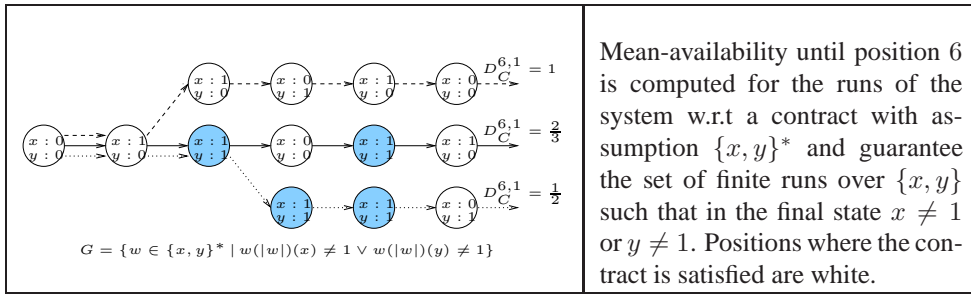 x : 1 x : 0 x : 1 x : 0 D_C^{6,1} = 1
y : 0 y : 1 y : 0 y : 0
x : 0 x : 1 x : 1 x : 0 x : 1 x : 0 D_C^{6,1} = 2/3
y : 0 y : 0 y : 1 y : 0 y : 1 y : 0
x : 1 x : 1 x : 0 D_C^{6,1} = 1/2
y : 1 y : 1 y : 1
G = {w ∈ {x, y}* | w(|w|)(x) ≠ 1 ∨ w(|w|)(y) ≠ 1}
Mean-availability until position 6
is computed for the runs of the
system w.r.t a contract with as-
sumption {x, y}* and guarantee
the set of finite runs over {x, y}
such that in the final state x ≠ 1
or y ≠ 1. Positions where the con-
tract is satisfied are white.